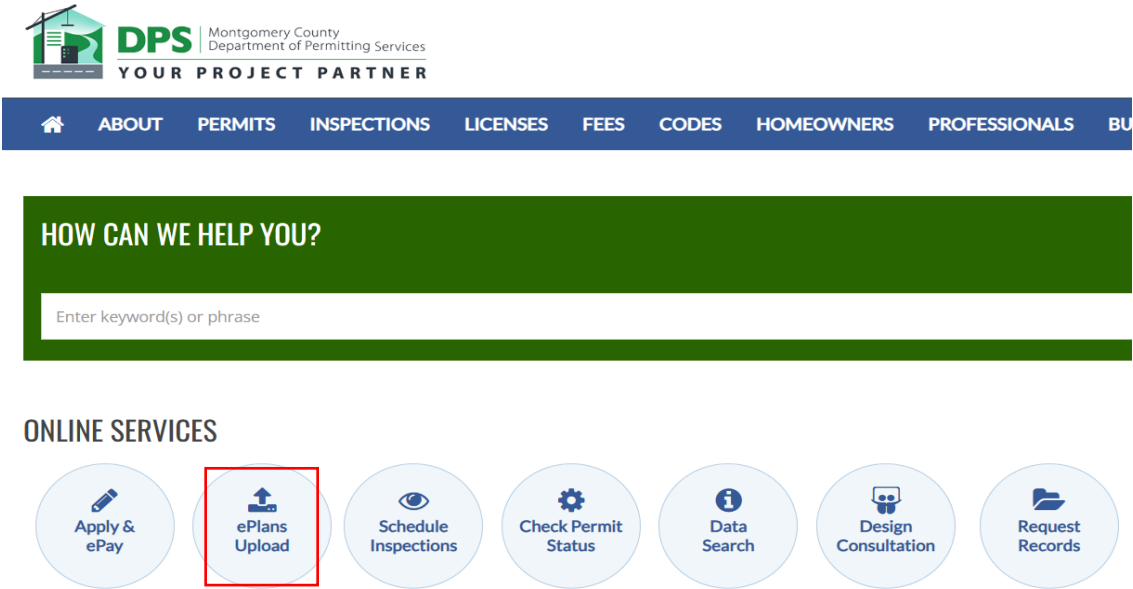 DPS
Montgomery County
Department of Permitting Services
YOUR PROJECT PARTNER
ABOUT PERMITS INSPECTIONS LICENSES FEES CODES HOMEOWNERS PROFESSIONALS BU
HOW CAN WE HELP YOU?
Enter keyword(s) or phrase
ONLINE SERVICES
Apply &
ePay
ePlans
Upload
Schedule
Inspections
Check Permit
Status
Data
Search
Design
Consultation
Request
Records